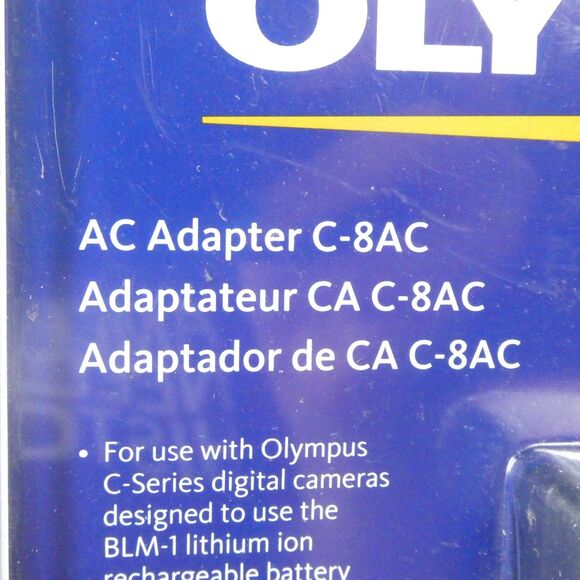 OLY
AC Adapter C-8AC
Adaptateur CA C-8AC
Adaptador de CA C-8AC
• For use with Olympus
C-Series digital cameras
designed to use the
BLM-1 lithium ion
rechargeable battery